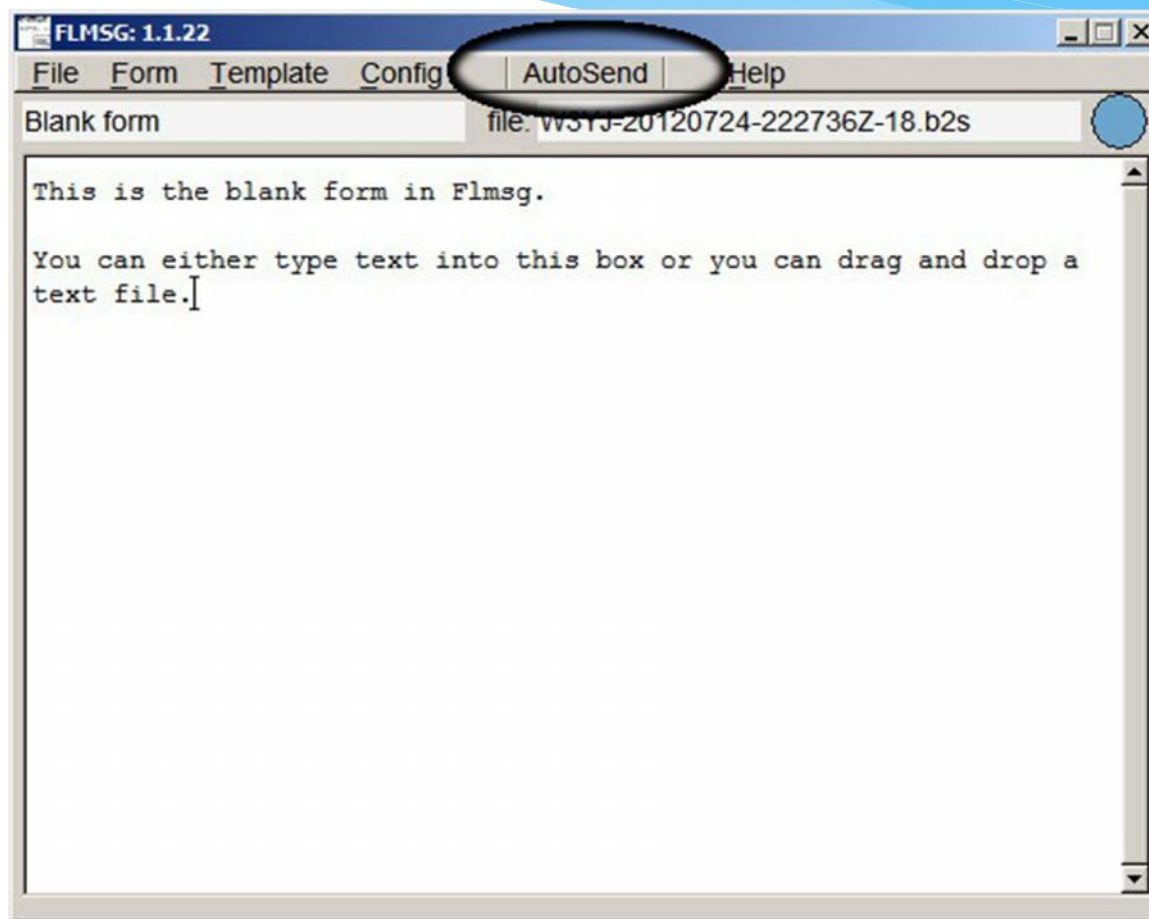 FLMSG: 1.1.22
File Form Template Config AutoSend Help
Blank form file: W3YJ-20120724-222736Z-18.b2s
This is the blank form in Flmsg.
You can either type text into this box or you can drag and drop a
text file.